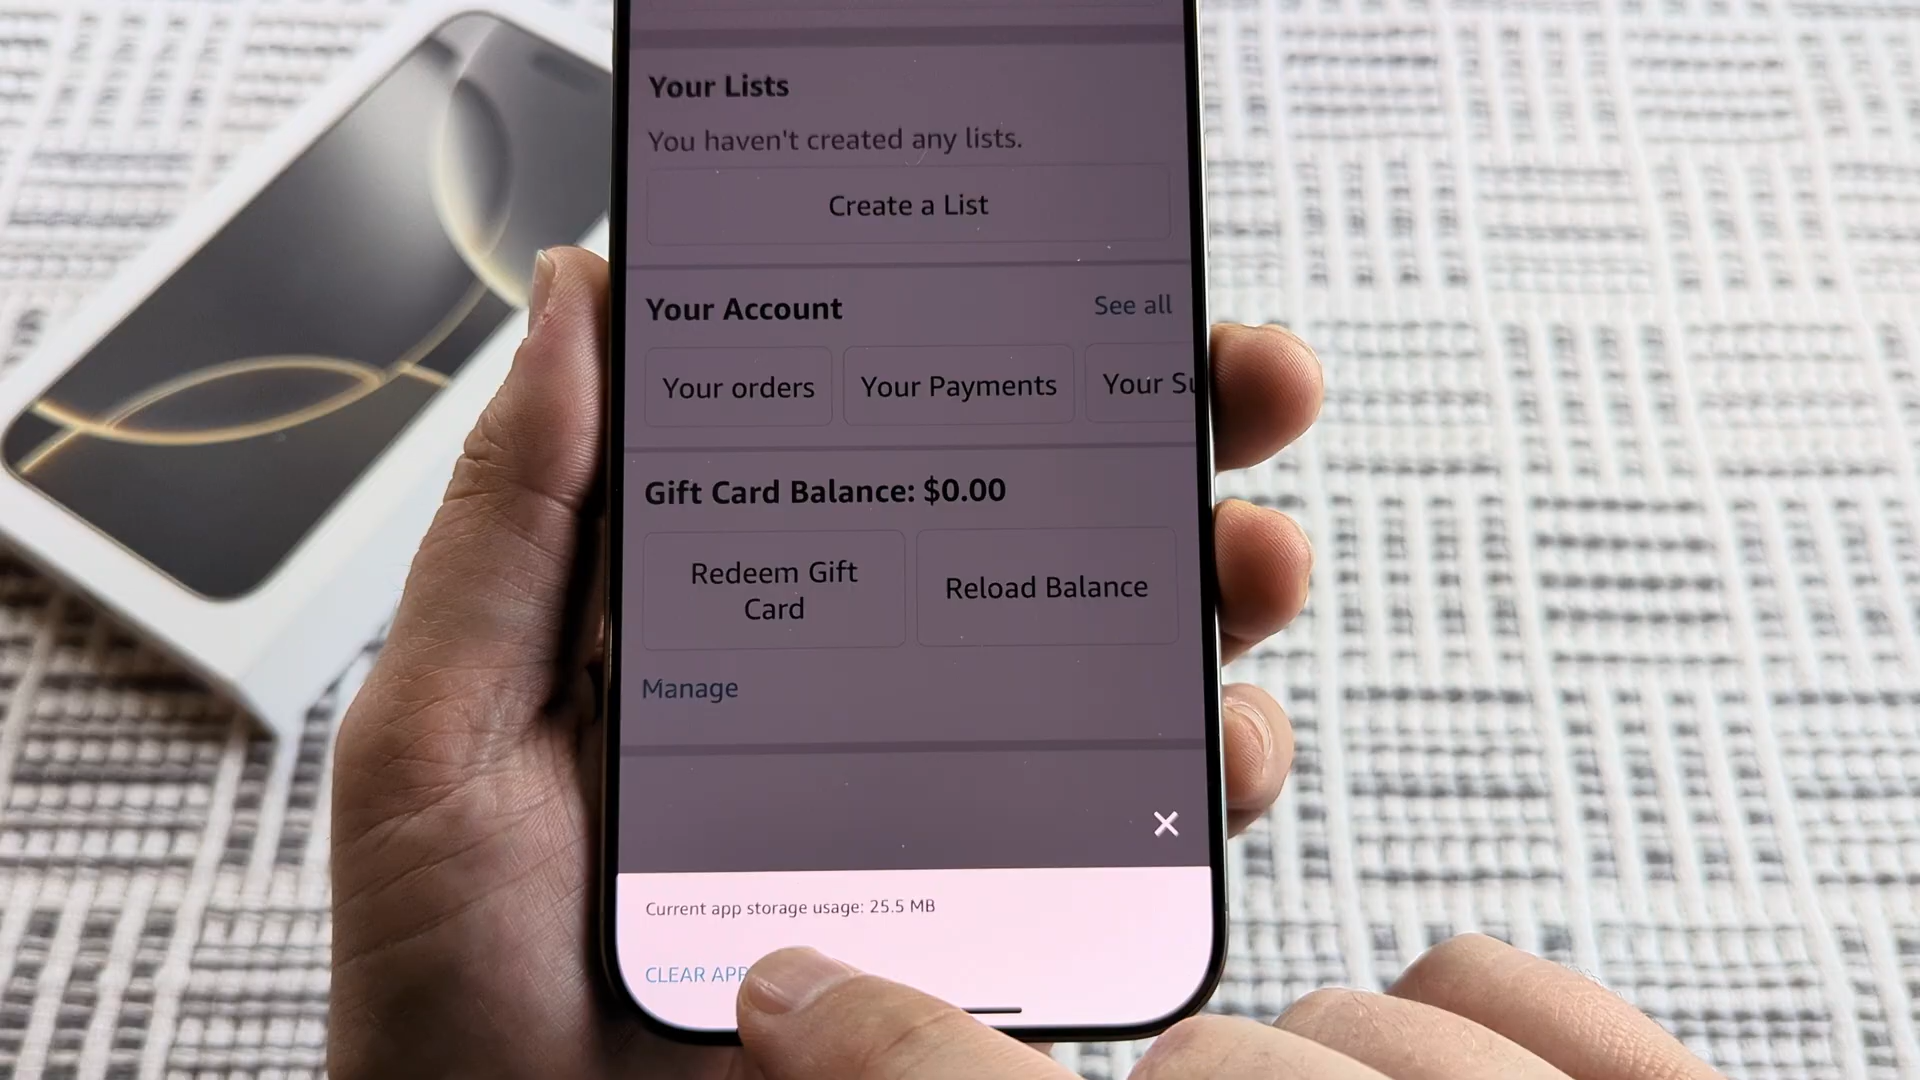 Your Lists
You haven't created any lists.
Create a List
Your Account
See all
Your orders
Your Payments
Your
Gift Card Balance: $0.00
Redeem Gift
Card
Reload Balance
Manage
Current app storage usage: 25.5 MB
CLEAR APP